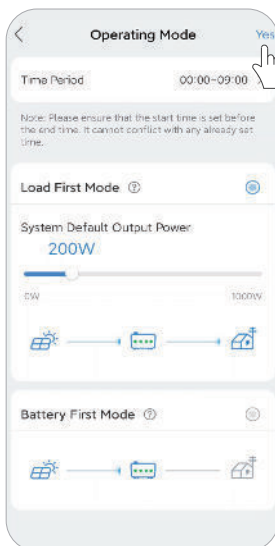 Operating Mode
Yes
Time Period
00:00~09:00
Note: Please ensure that the start time is set before
the end time. It cannot conflict with any already set
time.
Load First Mode
System Default Output Power
200W
0W
1000W
Battery First Mode